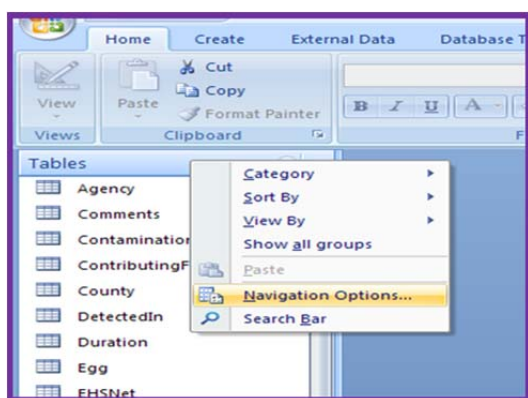 Home Create External Data Database T
Cut
Copy
Format Painter
View Paste
B I U A
Views Clipboard F
Tables
Agency
Comments
Contamination
ContributingF
County
DetectedIn
Duration
Egg
EHSNet
Category
Sort By
View By
Show all groups
Paste
Navigation Options...
Search Bar